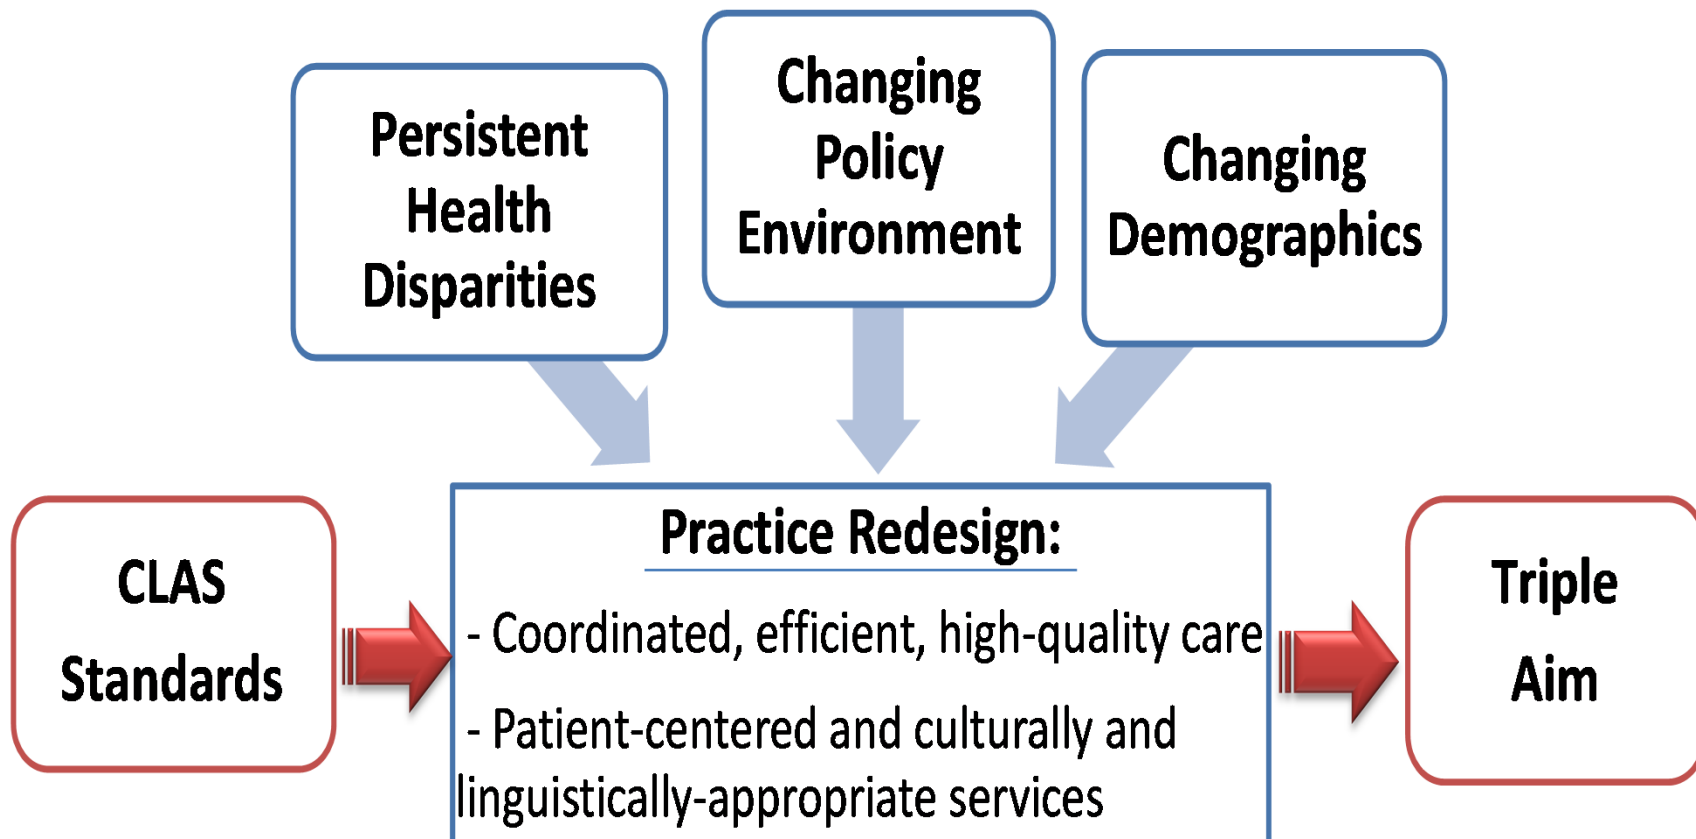 Persistent
Health
Disparities
Changing
Policy
Environment
Changing
Demographics
CLAS
Standards
Practice Redesign:
- Coordinated, efficient, high-quality care
- Patient-centered and culturally and
linguistically-appropriate services
Triple
Aim